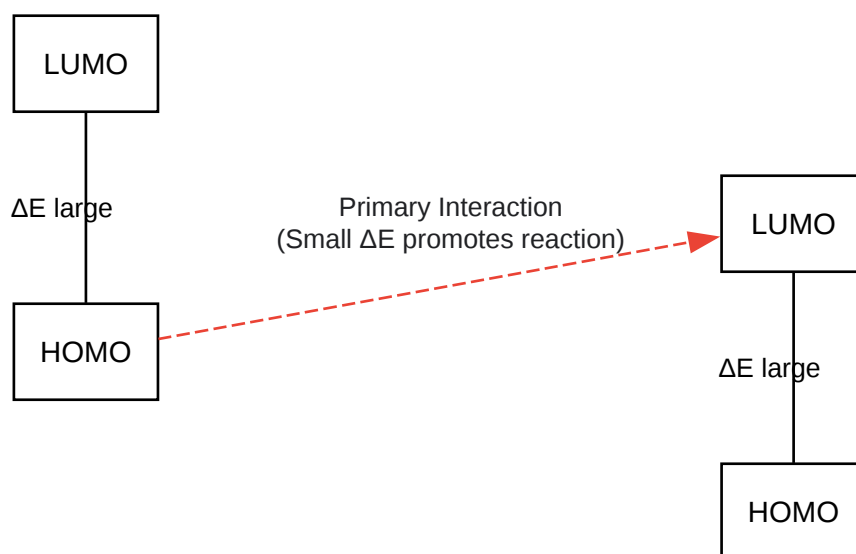 LUMO
ΔE large
HOMO
Primary Interaction
(Small ΔE promotes reaction)
LUMO
ΔE large
HOMO